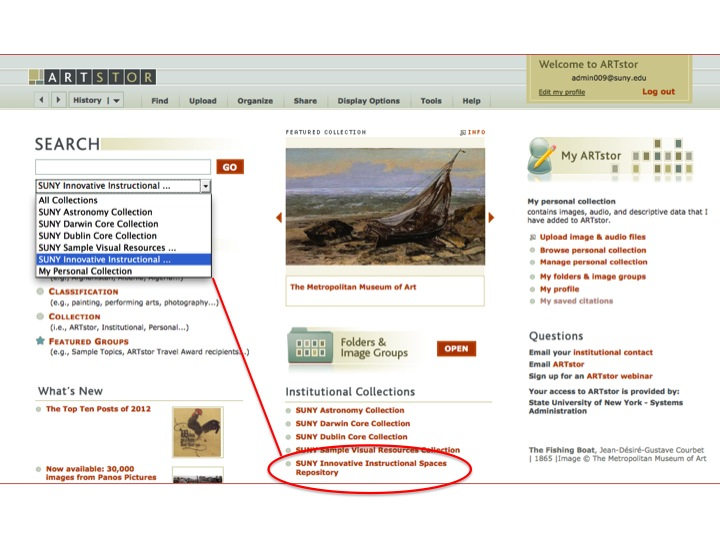 ARTSTOR
Welcome to ARTstor
admin009@suny.edu
Edit my profile
Log out
History
Find
Upload
Organize
Share
Display Options
Tools
Help
SEARCH
GO
SUNY Innovative Instructional ...
All Collections
SUNY Astronomy Collection
SUNY Darwin Core Collection
SUNY Dublin Core Collection
SUNY Sample Visual Resources ...
SUNY Innovative Instructional ...
My Personal Collection
CLASSIFICATION
(e.g., painting, performing arts, photography...)
COLLECTION
(i.e., ARTstor, Institutional, Personal...)
FEATURED GROUPS
(e.g., Sample Topics, ARTstor Travel Award recipients...)
What's New
The Top Ten Posts of 2012
Now available: 30,000
images from Panos Pictures
FEATURED COLLECTION
INFO
The Metropolitan Museum of Art
Folders &
Image Groups
OPEN
Institutional Collections
SUNY Astronomy Collection
SUNY Darwin Core Collection
SUNY Dublin Core Collection
SUNY Sample Visual Resources Collection
SUNY Innovative Instructional Spaces
Repository
My ARTstor
My personal collection
contains images, audio, and descriptive data that I
have added to ARTstor.
Upload image & audio files
Browse personal collection
Manage personal collection
My folders & image groups
My profile
My saved citations
Questions
Email your institutional contact
Email ARTstor
Sign up for an ARTstor webinar
Your access to ARTstor is provided by:
State University of New York - Systems
Administration
The Fishing Boat, Jean-Désiré-Gustave Courbet
| 1865 |Image © The Metropolitan Museum of Art